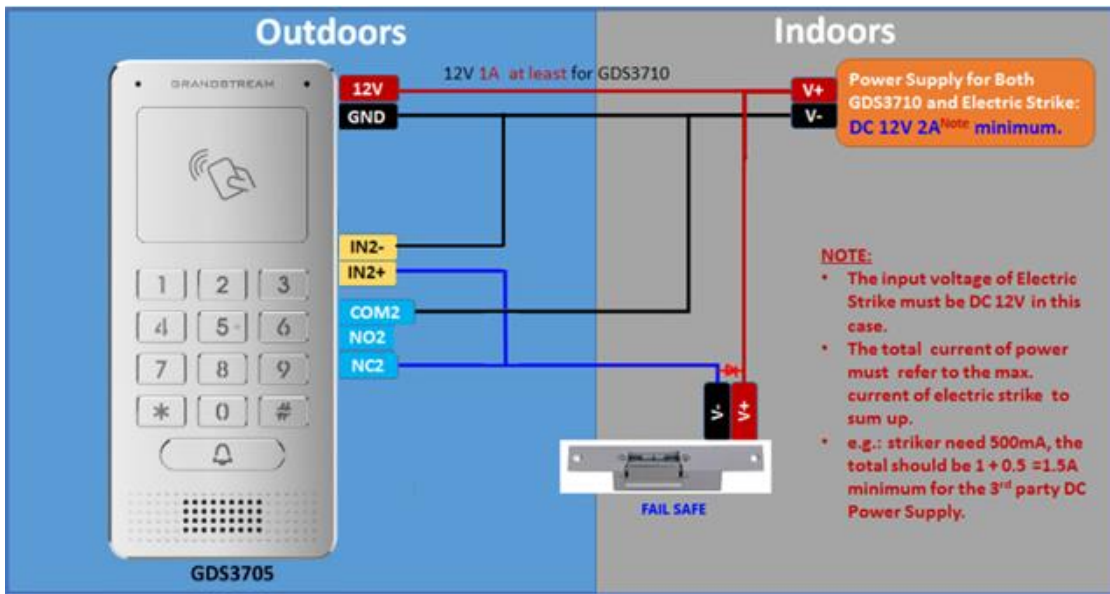 Outdoors
Indoors
GRANDSTREAM
12V
GND
12V 1A at least for GDS3710
V+
V-
Power Supply for Both
GDS3710 and Electric Strike:
DC 12V 2A Note minimum.
IN2-
IN2+
COM2
NO2
NC2
1 2 3
4 5 6
7 8 9
* 0 #
V-
V+
FAIL SAFE
GDS3705
NOTE:
• The input voltage of Electric
Strike must be DC 12V in this
case.
• The total current of power
must refer to the max.
current of electric strike to
sum up.
• e.g.: striker need 500mA, the
total should be 1 + 0.5 =1.5A
minimum for the 3rd party DC
Power Supply.